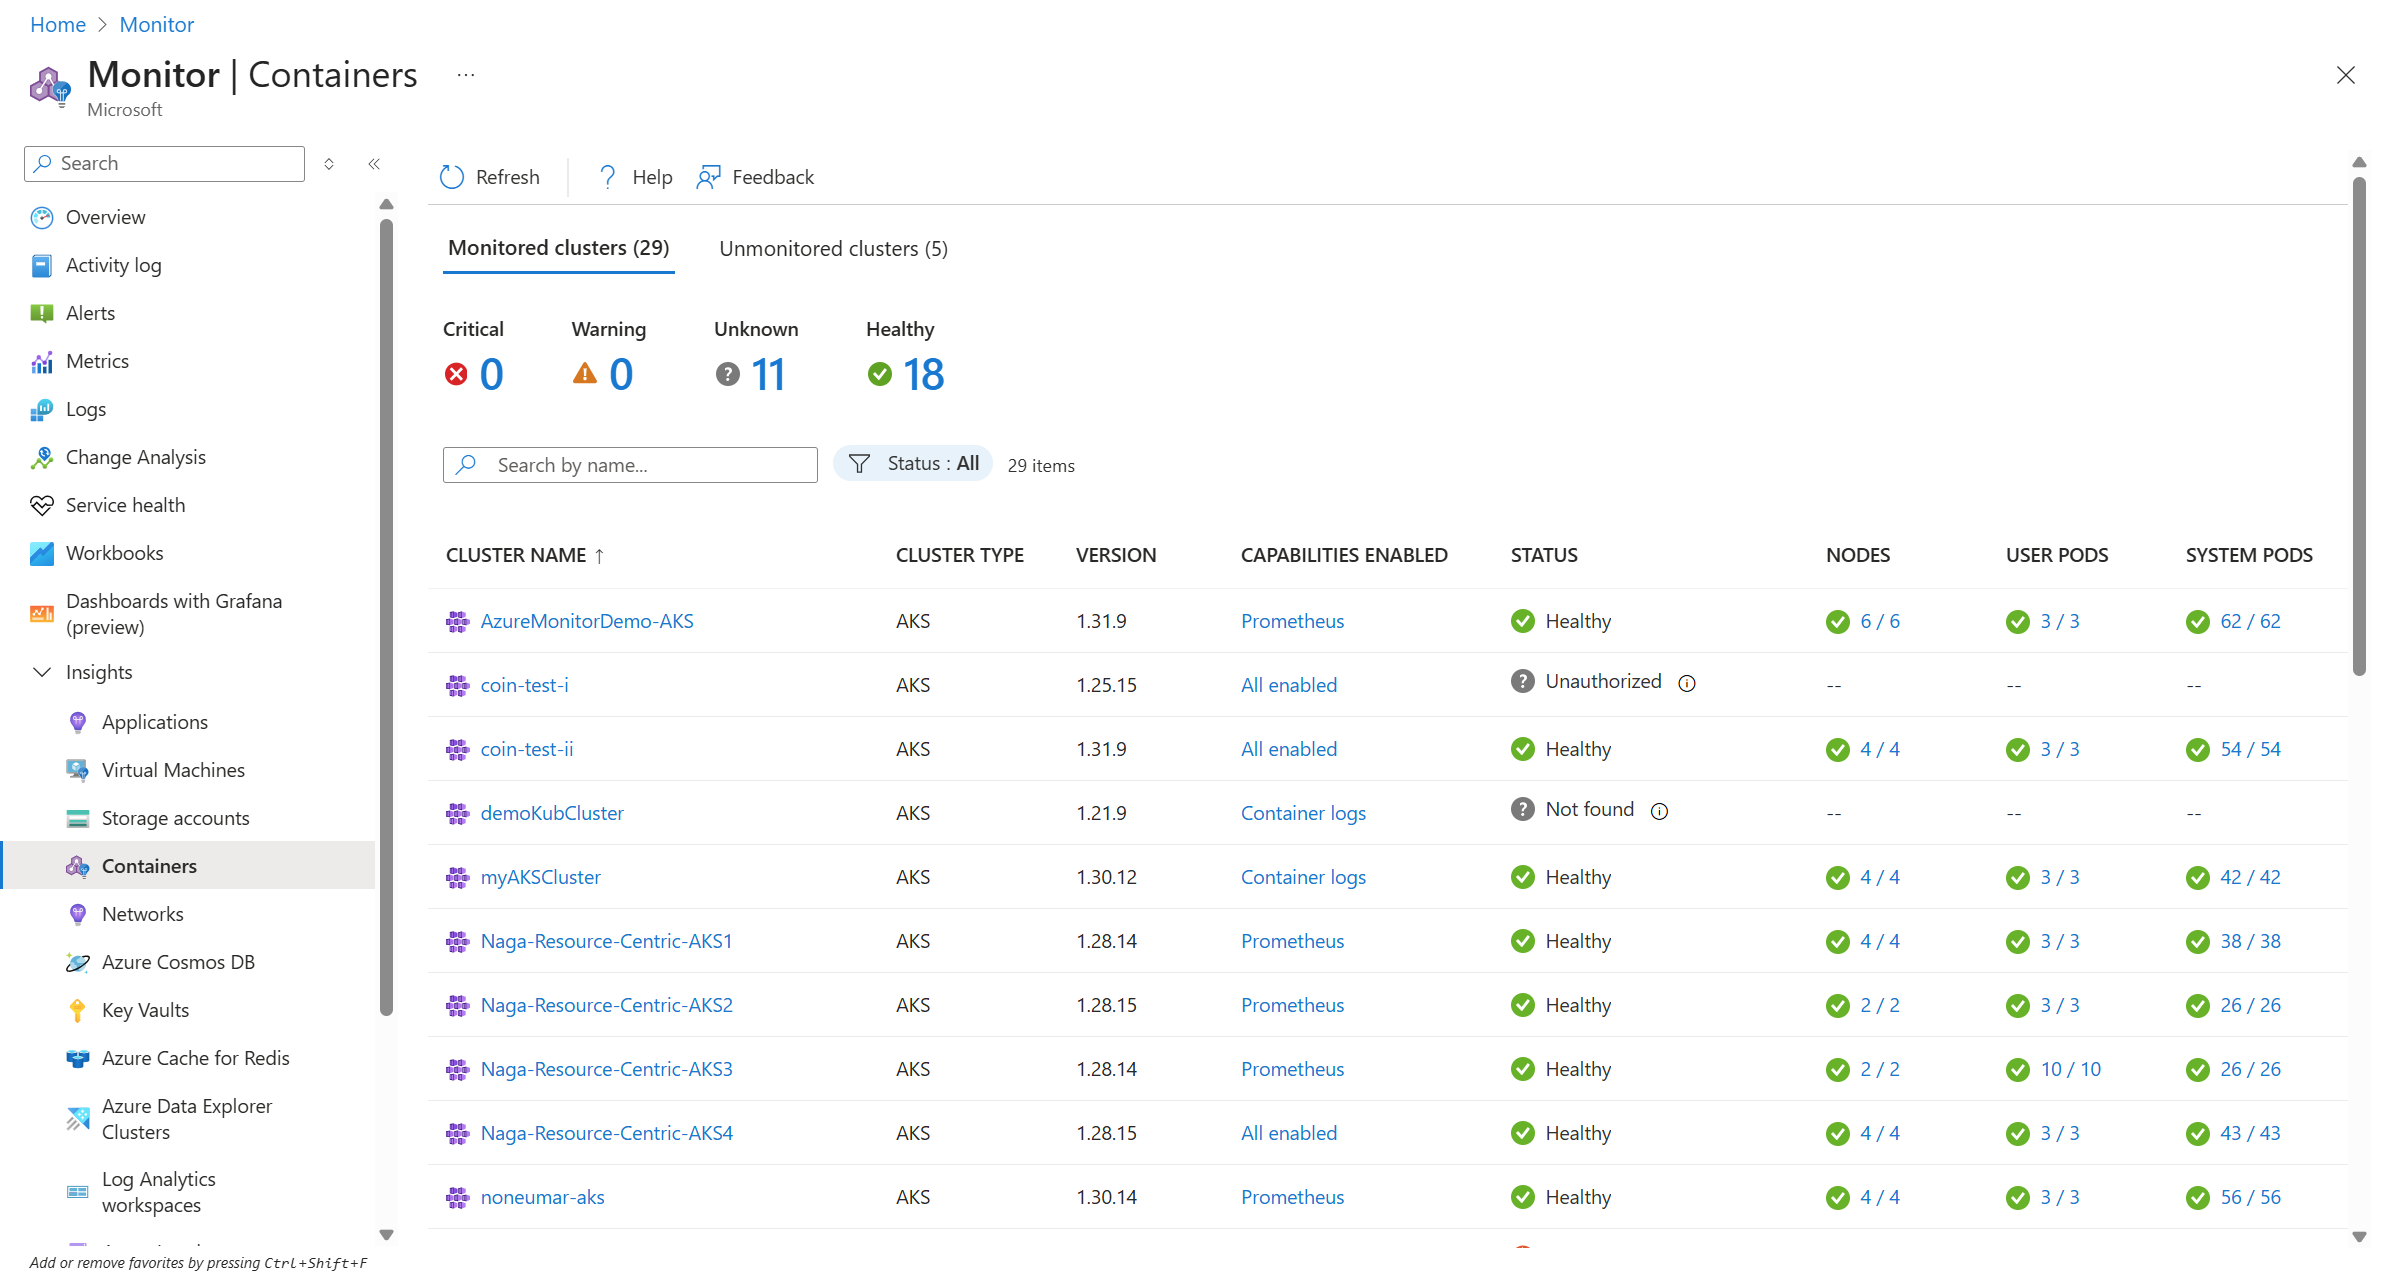 Home > Monitor
Monitor | Containers ...
Microsoft
Search
Overview
Activity log
Alerts
Metrics
Logs
Change Analysis
Service health
Workbooks
Dashboards with Grafana
(preview)
Insights
Applications
Virtual Machines
Storage accounts
Containers
Networks
Azure Cosmos DB
Key Vaults
Azure Cache for Redis
Azure Data Explorer
Clusters
Log Analytics
workspaces
Add or remove favorites by pressing Ctrl+Shift+F
Refresh Help Feedback
Monitored clusters (29) Unmonitored clusters (5)
Critical Warning Unknown Healthy
0 0 11 18
Search by name... Status : All 29 items
CLUSTER NAME ↑ CLUSTER TYPE VERSION CAPABILITIES ENABLED STATUS NODES USER PODS SYSTEM PODS
AzureMonitorDemo-AKS AKS 1.31.9 Prometheus Healthy 6 / 6 3 / 3 62 / 62
coin-test-i AKS 1.25.15 All enabled Unauthorized -- -- --
coin-test-ii AKS 1.31.9 All enabled Healthy 4 / 4 3 / 3 54 / 54
demoKubCluster AKS 1.21.9 Container logs Not found -- -- --
myAKSCluster AKS 1.30.12 Container logs Healthy 4 / 4 3 / 3 42 / 42
Naga-Resource-Centric-AKS1 AKS 1.28.14 Prometheus Healthy 4 / 4 3 / 3 38 / 38
Naga-Resource-Centric-AKS2 AKS 1.28.15 Prometheus Healthy 2 / 2 3 / 3 26 / 26
Naga-Resource-Centric-AKS3 AKS 1.28.14 Prometheus Healthy 2 / 2 10 / 10 26 / 26
Naga-Resource-Centric-AKS4 AKS 1.28.15 All enabled Healthy 4 / 4 3 / 3 43 / 43
noneumar-aks AKS 1.30.14 Prometheus Healthy 4 / 4 3 / 3 56 / 56